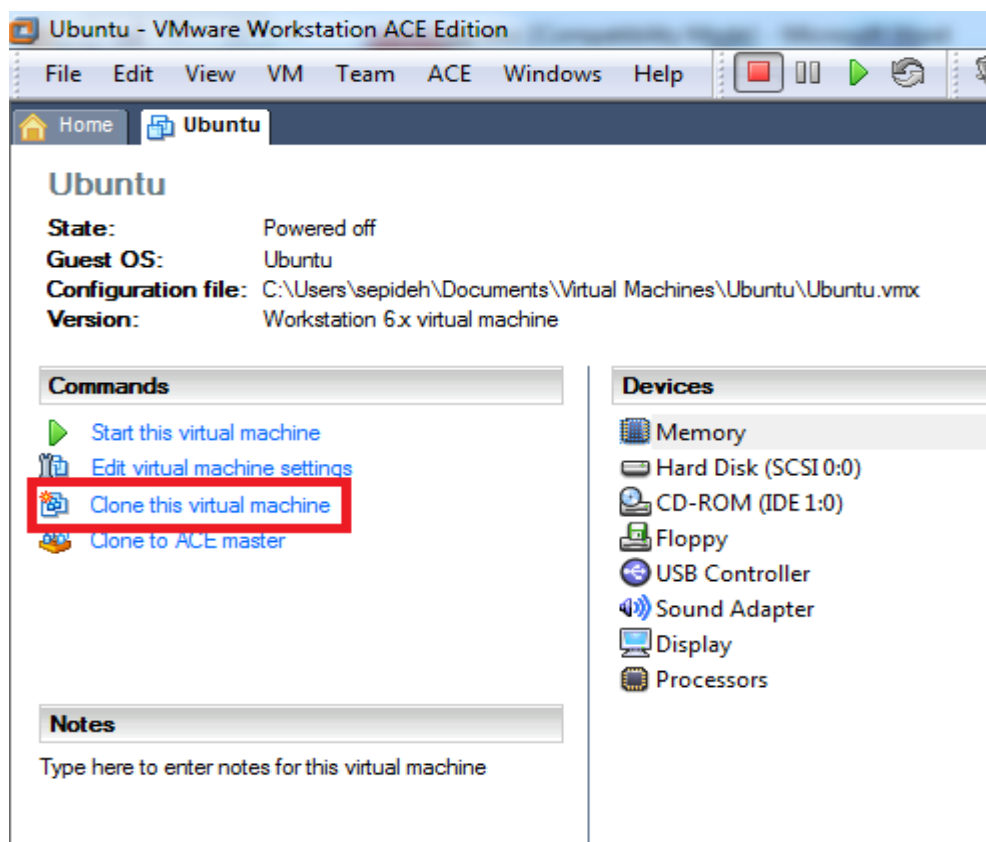 Ubuntu - VMware Workstation ACE Edition
File Edit View VM Team ACE Windows Help
Home Ubuntu
Ubuntu
State: Powered off
Guest OS: Ubuntu
Configuration file: C:\Users\sepideh\Documents\Virtual Machines\Ubuntu\Ubuntu.vmx
Version: Workstation 6.x virtual machine
Commands
Start this virtual machine
Edit virtual machine settings
Clone this virtual machine
Clone to ACE master
Devices
Memory
Hard Disk (SCSI 0:0)
CD-ROM (IDE 1:0)
Floppy
USB Controller
Sound Adapter
Display
Processors
Notes
Type here to enter notes for this virtual machine